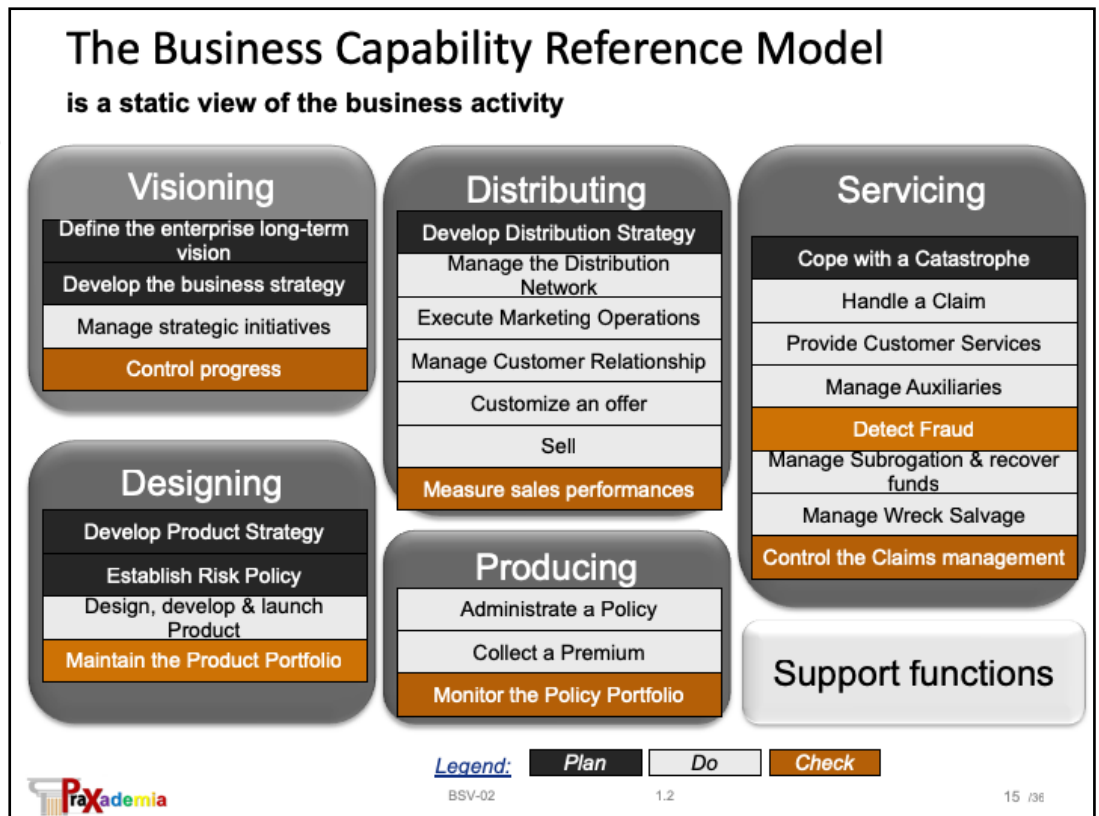 The Business Capability Reference Model
is a static view of the business activity
Visioning
Define the enterprise long-term
vision
Develop the business strategy
Manage strategic initiatives
Control progress
Designing
Develop Product Strategy
Establish Risk Policy
Design, develop & launch
Product
Maintain the Product Portfolio
Distributing
Develop Distribution Strategy
Manage the Distribution
Network
Execute Marketing Operations
Manage Customer Relationship
Customize an offer
Sell
Measure sales performances
Producing
Administrate a Policy
Collect a Premium
Monitor the Policy Portfolio
Servicing
Cope with a Catastrophe
Handle a Claim
Provide Customer Services
Manage Auxiliaries
Detect Fraud
Manage Subrogation & recover
funds
Manage Wreck Salvage
Control the Claims management
Support functions
Legend: Plan Do Check
PraXademia BSV-02 1.2 15 /36